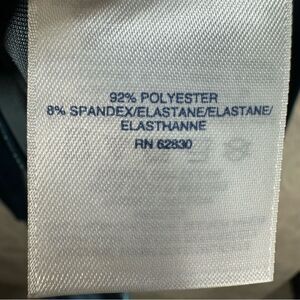 92% POLYESTER
8% SPANDEX/ELASTANE/ELASTANE/
ELASTHANNE
RN 62830